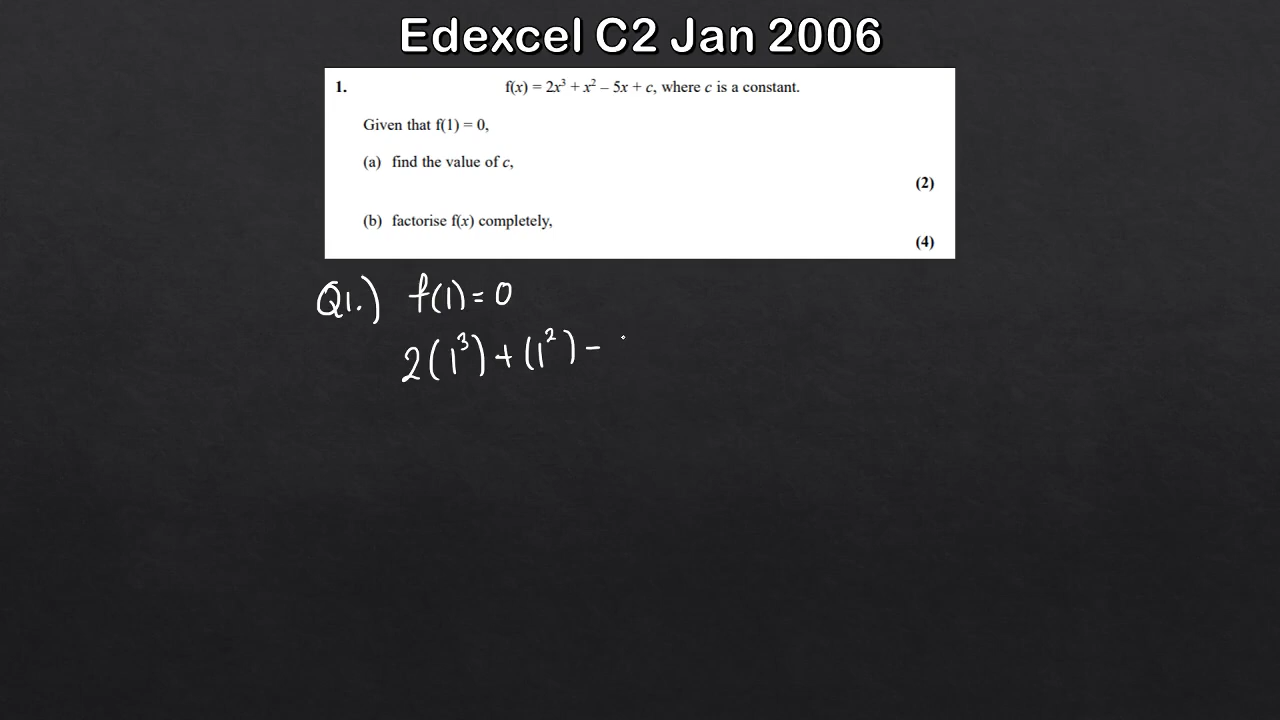 Edexcel C2 Jan 2006
1. f(x) = 2x³ + x² – 5x + c, where c is a constant.
Given that f(1) = 0,
(a) find the value of c,
(2)
(b) factorise f(x) completely,
(4)
Q1.) f(1) = 0
2(1³) + (1²) –